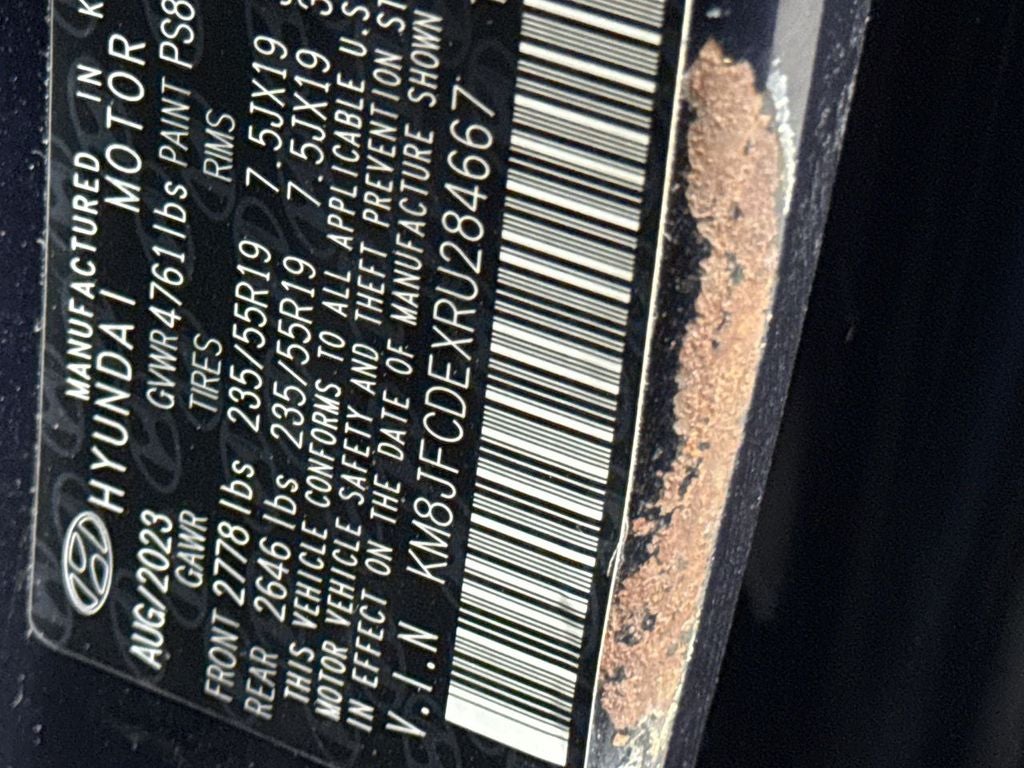 MANUFACTURED IN
HYUNDAI MOTOR
AUG/2023 GVWR 4761lbs PAINT PS8
GAWR TIRES RIMS
FRONT 2778 lbs 235/55R19 7.5JX19
REAR 2646 lbs 235/55R19 7.5JX19
THIS VEHICLE CONFORMS TO ALL APPLICABLE U.S
MOTOR VEHICLE SAFETY AND THEFT PREVENTION ST
IN EFFECT ON THE DATE OF MANUFACTURE SHOWN
V.I.N KM8JFCDEXRU284667